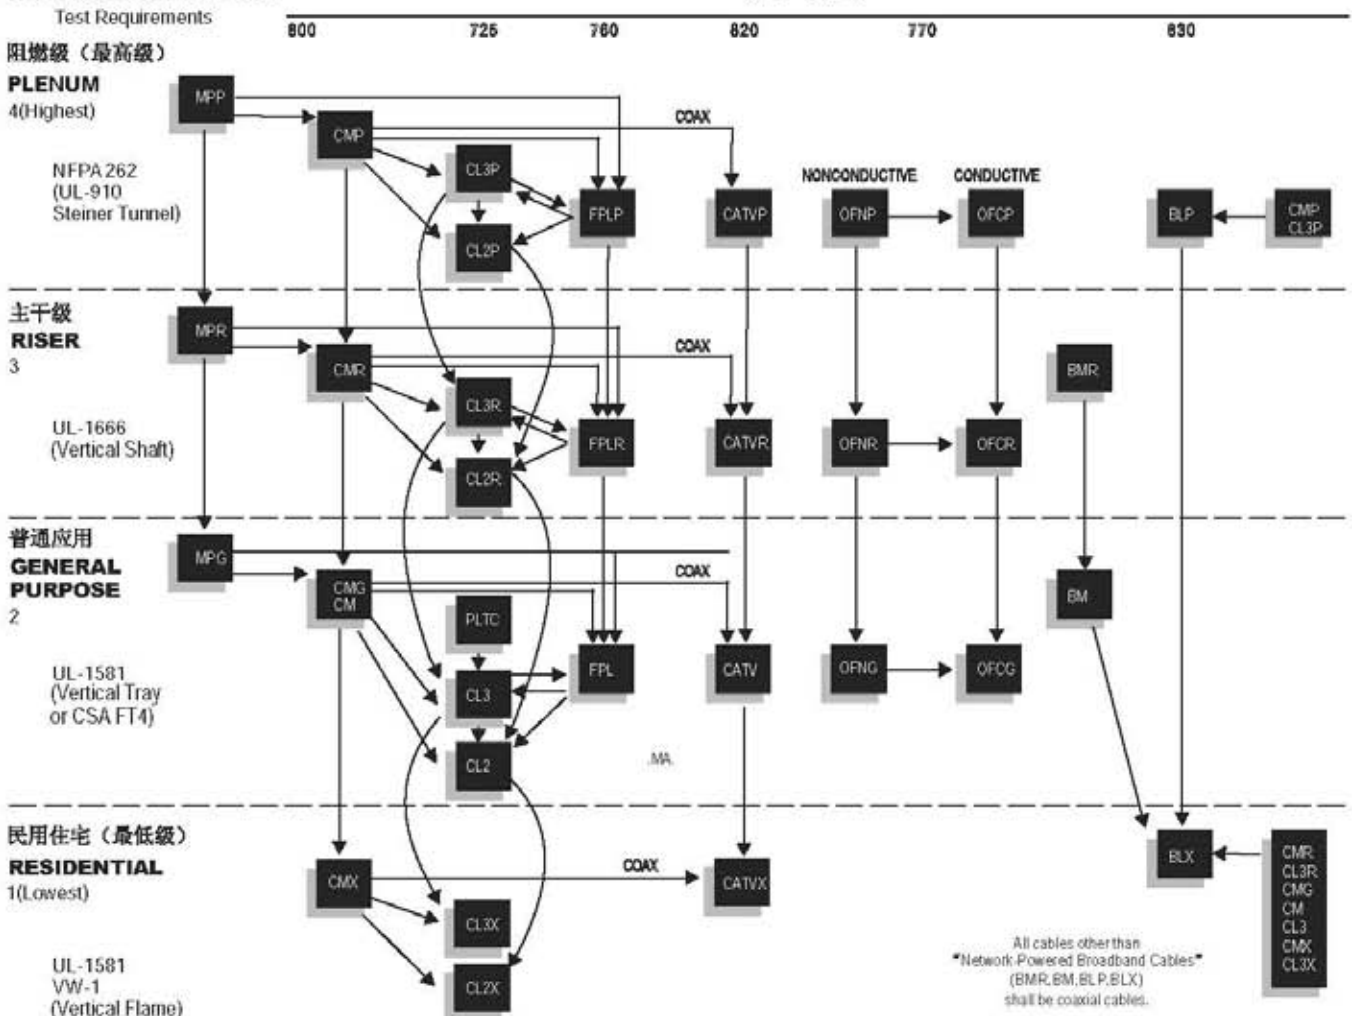 Test Requirements
800 725 760 820 770 830
阻燃级（最高级）
PLENUM
4(Highest)
NFPA 262
(UL-910
Steiner Tunnel)
MPP
CMP
COAX
CL3P
CL2P
FPLP
CATVP
NONCONDUCTIVE
CONDUCTIVE
OFNP
OFCP
BLP
CMP
CL3P
主干级
RISER
3
UL-1666
(Vertical Shaft)
MPR
CMR
COAX
CL3R
CL2R
FPLR
CATVR
OFNR
OFCR
BMR
普通应用
GENERAL
PURPOSE
2
UL-1581
(Vertical Tray
or CSA FT4)
MPG
CMG
CM
COAX
PLTC
CL3
CL2
FPL
CATV
.MA.
OFNG
OFCG
BM
民用住宅（最低级）
RESIDENTIAL
1(Lowest)
UL-1581
VW-1
(Vertical Flame)
CMX
COAX
CL3X
CL2X
CATVX
BLX
CMR
CL3R
CMG
CM
CL3
CMX
CL3X
All cables other than
"Network-Powered Broadband Cables"
(BMR.BM.BLP.BLX)
shall be coaxial cables.